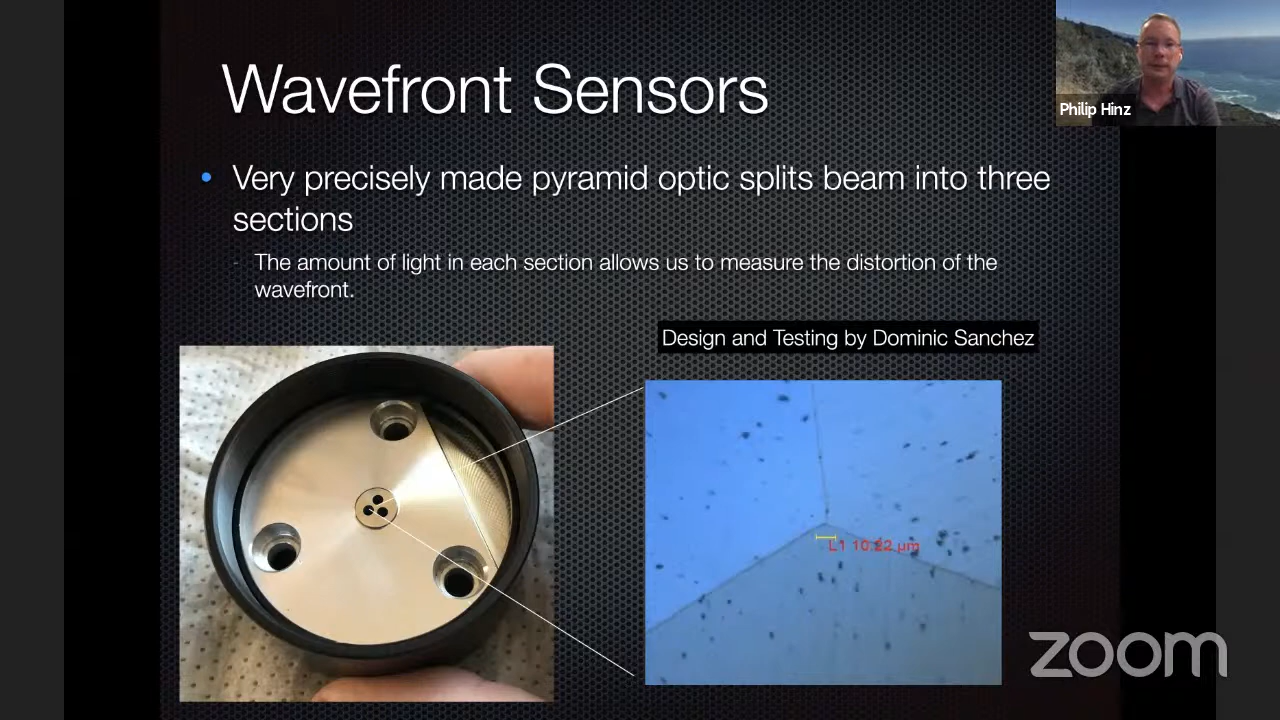 Wavefront Sensors
Philip Hinz
• Very precisely made pyramid optic splits beam into three
sections
- The amount of light in each section allows us to measure the distortion of the
wavefront.
Design and Testing by Dominic Sanchez
L1 10.22 µm
zoom